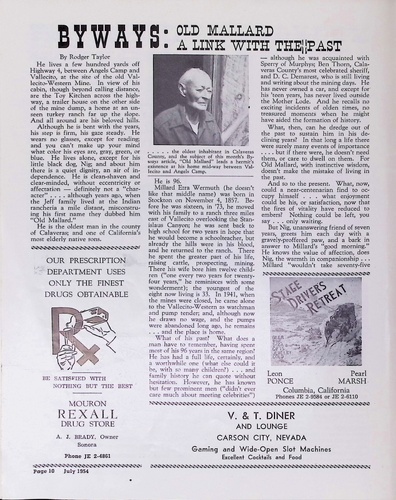 BYWAYS: OLD MALLARD
A LINK WITH THE PAST
By Rodger Taylor
He lives a few hundred yards off
Highway 4, between Angels Camp and
Vallecito, at the site of the old Val-
lecito-Western Mine. In view of his
cabin, though beyond calling distance,
are the Toy Kitchen across the high-
way, a trailer house on the other side
of the mine dump, a home at an un-
seen turkey ranch far up the slope.
And all around are his beloved hills.
Although he is bent with the years,
his step is firm, his gaze steady. He
wears no glasses, except for reading;
and you can't make up your mind
what color his eyes are, gray, green, or
blue. He lives alone, except for his
little black dog, Nig; and about him
there is a quiet dignity, an air of in-
dependence. He is clean-shaven and
clear-minded, without eccentricity or
affectation — definitely not a "char-
acter" . . . although years ago, when
the Jeff family lived at the Indian
rancheria a mile distant, misconstru-
ing his first name they dubbed him
"Old Mallard."
He is the oldest man in the county
of Calaveras; and one of California's
most elderly native sons.
OUR PRESCRIPTION
DEPARTMENT USES
ONLY THE FINEST
DRUGS OBTAINABLE
Rx
BE SATISFIED WITH
NOTHING BUT THE BEST
MOURON
REXALL
DRUG STORE
A. J. BRADY, Owner
Sonora
Phone JE 2-6861
. . . . the oldest inhabitant in Calaveras
County, and the subject of this month's By-
ways article, "Old Mallard" leads a hermit's
existence at his home mid-way between Val-
lecito and Angels Camp.
He is 96.
Millard Ezra Wermuth (he doesn't
like that middle name) was born in
Stockton on November 4, 1857. Be-
fore he was sixteen, in '73, he moved
with his family to a ranch three miles
east of Vallecito overlooking the Stan-
islaus Canyon; he was sent back to
high school for two years in hope that
he would become a schoolteacher, but
already the hills were in his blood,
and he returned to the ranch. There
he spent the greater part of his life,
raising cattle, prospecting, mining.
There his wife bore him twelve chil-
dren ("one every two years for twenty-
four years," he reminisces with some
wonderment); the youngest of the
eight now living is 33. In 1941, when
the mines were closed, he came alone
to the Vallecito-Western as watchman
and pump tender; and, although now
he draws no wage, and the pumps
were abandoned long ago, he remains
. . . and the place is home.
What of his past? What does a
man have to remember, having spent
most of his 96 years in the same region?
He has had a full life, certainly, and
a worthwhile one (what else could it
be, with so many children) . . . and
family history he can quote without
hesitation. However, he has known
but few prominent men ("didn't ever
care much about meeting celebrities")
— although he was acquainted with
Sperry of Murphys; Ben Thorn, Cala-
veras County's most celebrated sheriff,
and D. C. Demarest, who is still living
and writing about the mining days. He
has never owned a car, and except for
his 'teen years, has never lived outside
the Mother Lode. And he recalls no
exciting incidents of olden times, no
treasured moments when he might
have aided the formation of history.
What, then, can he dredge out of
the past to sustain him in his de-
clining years? In that long a life there
were surely many events of importance
. . . but if there were, he doesn't mention
them, or care to dwell on them. For
Old Mallard, with instinctive wisdom,
doesn't make the mistake of living in
the past.
And so to the present. What, now,
could a near-centenarian find to occu-
py himself . . . what enjoyment
could be his, or satisfaction, now that
the fires of vitality have reduced to
embers? Nothing could be left, you
say . . . only waiting.
But Nig, unanswering friend of seven
years, greets him each day with a
gravely-proffered paw, and a bark in
answer to Millard's "good morning."
He knows the value of affection, does
Nig, the warmth in companionship . . .
Millard "wouldn't take seventy-five
STAGE DRIVERS
RETREAT
Leon Pearl
PONCE MARSH
Columbia, California
Phones JE 2-9584 or JE 2-6110
V. & T. DINER
AND LOUNGE
CARSON CITY, NEVADA
Gaming and Wide-Open Slot Machines
Excellent Cocktails and Food
Page 10 July 1954